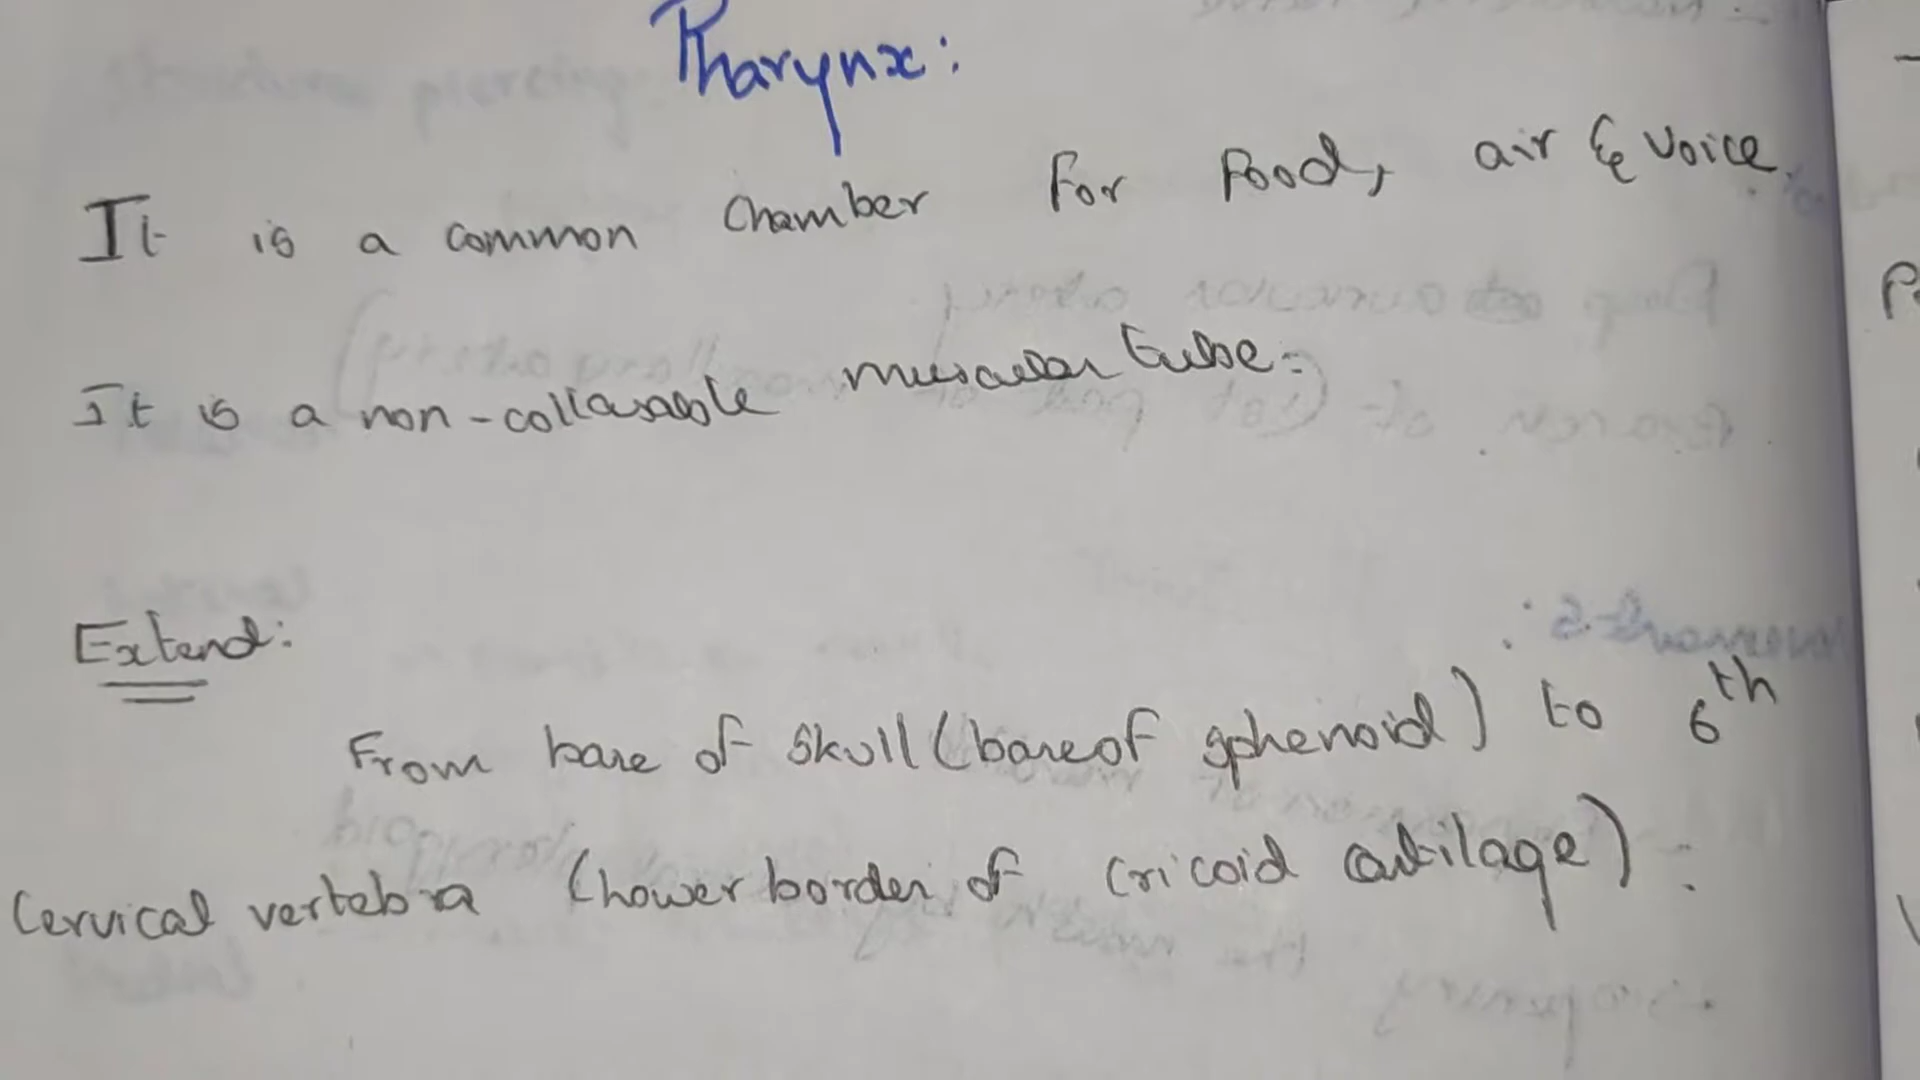 Pharynx:
It is a common chamber for food, air & voice.
It is a non-collasable muscular tube.
Extend:
From base of skull (base of sphenoid) to 6th
Cervical vertebra (Lower border of cricoid cartilage).